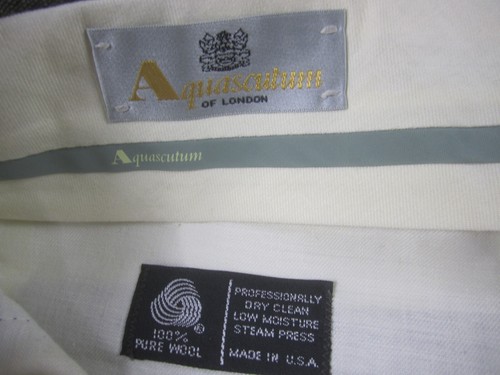 Aquascutum
OF LONDON
Aquascutum
100%
PURE WOOL
®
PROFESSIONALLY
DRY CLEAN
LOW MOISTURE
STEAM PRESS
MADE IN U.S.A.